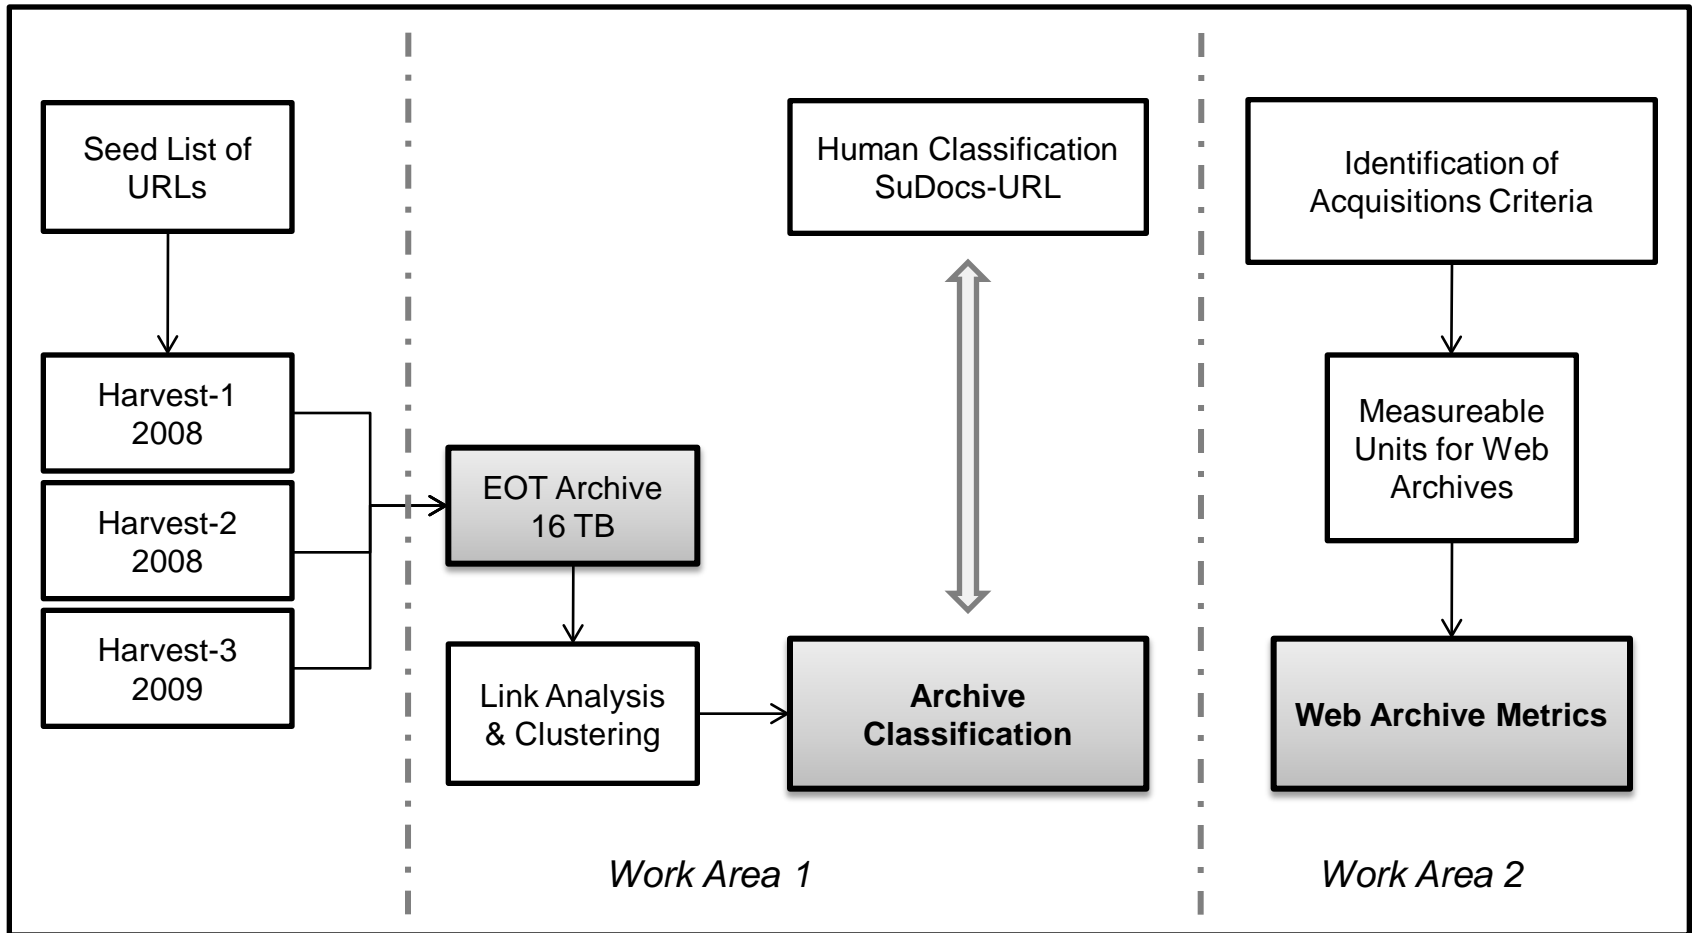 Seed List of
URLs
Harvest-1
2008
Harvest-2
2008
Harvest-3
2009
EOT Archive
16 TB
Link Analysis
& Clustering
Human Classification
SuDocs-URL
Archive
Classification
Work Area 1
Identification of
Acquisitions Criteria
Measureable
Units for Web
Archives
Web Archive Metrics
Work Area 2